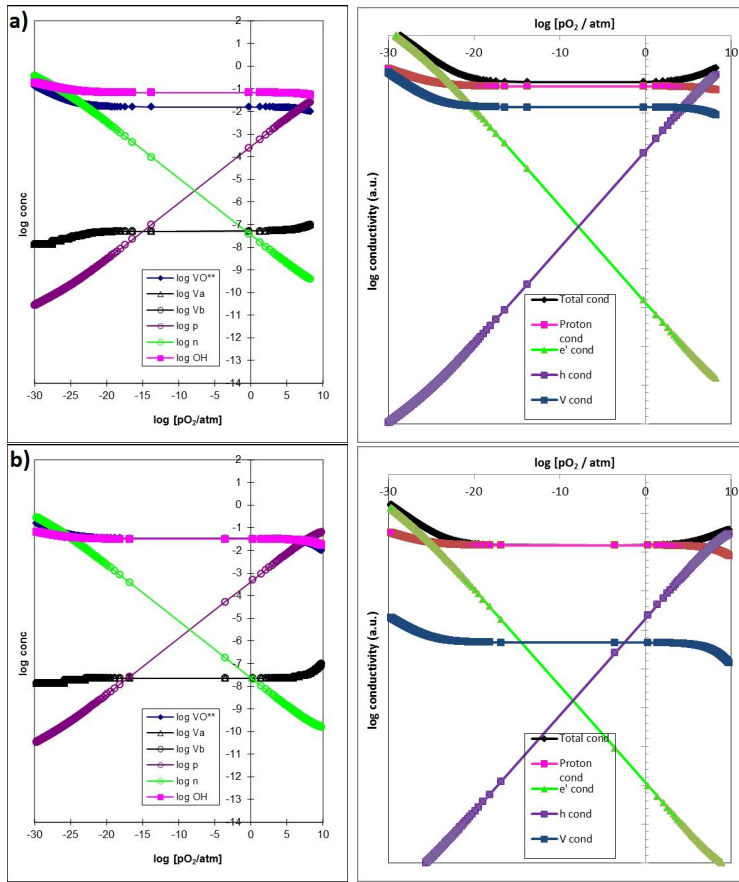 a)
2
1
0
-1
-2
-3
-4
-5
-6
-7
-8
-9
-10
-11
-12
-13
-14
log conc
log VO**
log Va
log Vb
log p
log n
log OH
-30 -25 -20 -15 -10 -5 0 5 10
log [pO2/atm]
log [pO2 / atm]
-30 -20 -10 0 10
log conductivity (a.u.)
Total cond
Proton
cond
e' cond
h cond
V cond
b)
2
1
0
-1
-2
-3
-4
-5
-6
-7
-8
-9
-10
-11
-12
-13
-14
log conc
log VO**
log Va
log Vb
log p
log n
log OH
-30 -25 -20 -15 -10 -5 0 5 10
log [pO2/atm]
log [pO2 / atm]
-30 -20 -10 0 10
log conductivity (a.u.)
Total cond
Proton
cond
e' cond
h cond
V cond